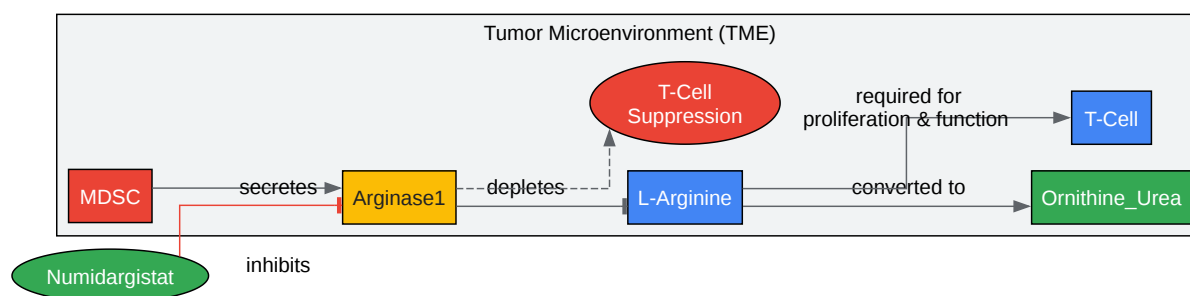 Tumor Microenvironment (TME)
T-Cell
Suppression
required for
proliferation & function
T-Cell
MDSC
secretes
Arginase1
depletes
L-Arginine
converted to
Ornithine_Urea
Numidargistat
inhibits